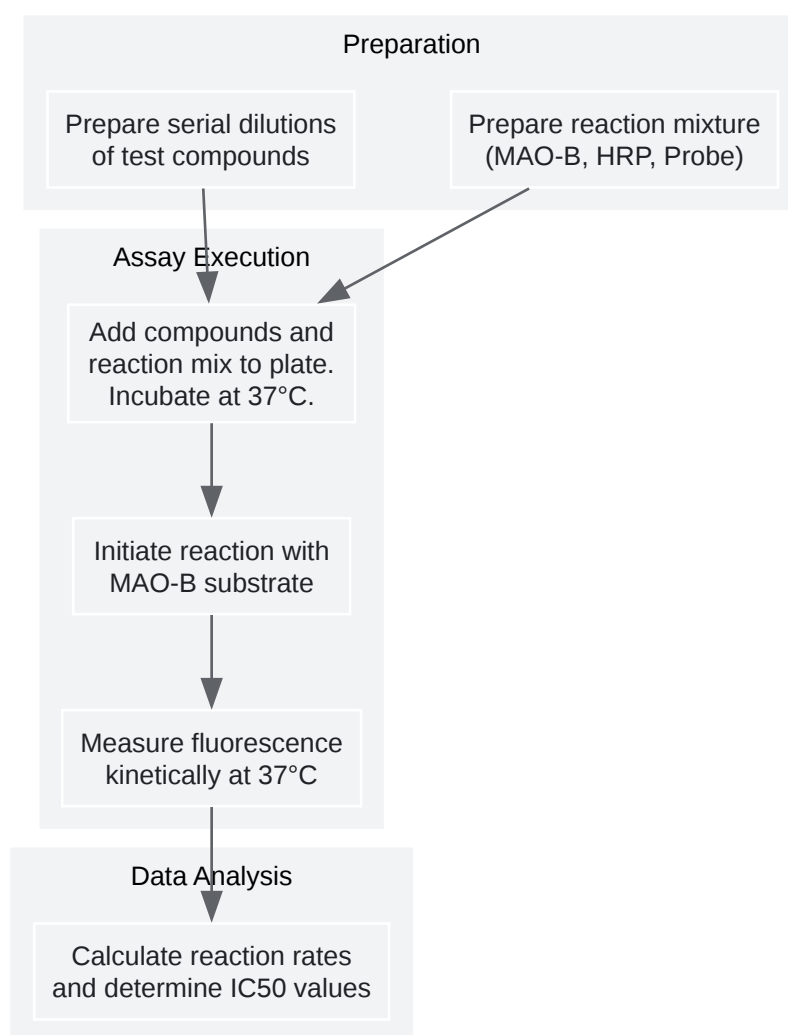 Preparation
Prepare serial dilutions
of test compounds
Prepare reaction mixture
(MAO-B, HRP, Probe)
Assay Execution
Add compounds and
reaction mix to plate.
Incubate at 37°C.
Initiate reaction with
MAO-B substrate
Measure fluorescence
kinetically at 37°C
Data Analysis
Calculate reaction rates
and determine IC50 values